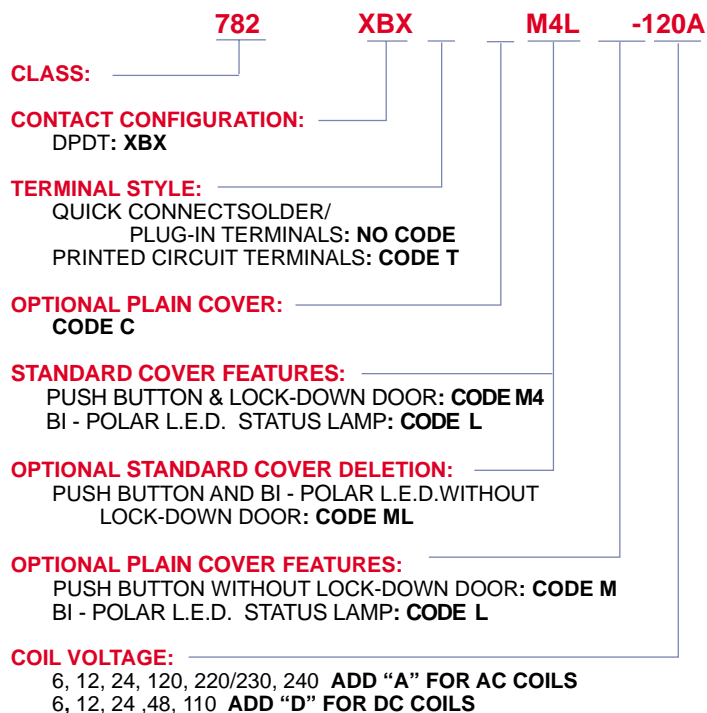 782 XBX M4L -120A
CLASS:
CONTACT CONFIGURATION:
DPDT: XBX
TERMINAL STYLE:
QUICK CONNECTSOLDER/
PLUG-IN TERMINALS: NO CODE
PRINTED CIRCUIT TERMINALS: CODE T
OPTIONAL PLAIN COVER:
CODE C
STANDARD COVER FEATURES:
PUSH BUTTON & LOCK-DOWN DOOR: CODE M4
BI - POLAR L.E.D. STATUS LAMP: CODE L
OPTIONAL STANDARD COVER DELETION:
PUSH BUTTON AND BI - POLAR L.E.D.WITHOUT
LOCK-DOWN DOOR: CODE ML
OPTIONAL PLAIN COVER FEATURES:
PUSH BUTTON WITHOUT LOCK-DOWN DOOR: CODE M
BI - POLAR L.E.D. STATUS LAMP: CODE L
COIL VOLTAGE:
6, 12, 24, 120, 220/230, 240 ADD “A” FOR AC COILS
6, 12, 24 ,48, 110 ADD “D” FOR DC COILS